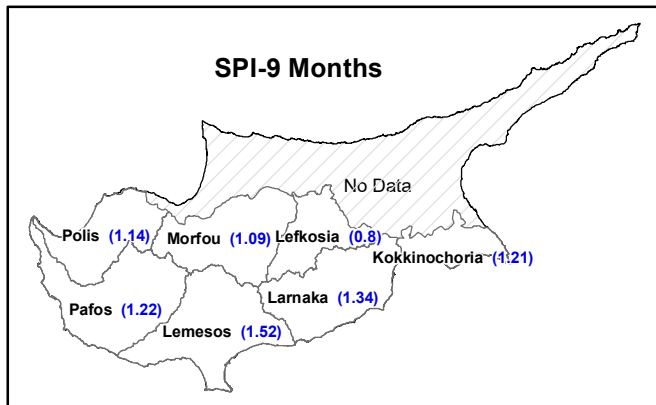 SPI-9 Months
No Data
Polis (1.14)
Morfou (1.09)
Lefkosia (0.8)
Kokkinochoria (1.21)
Pafos (1.22)
Larnaka (1.34)
Lemesos (1.52)